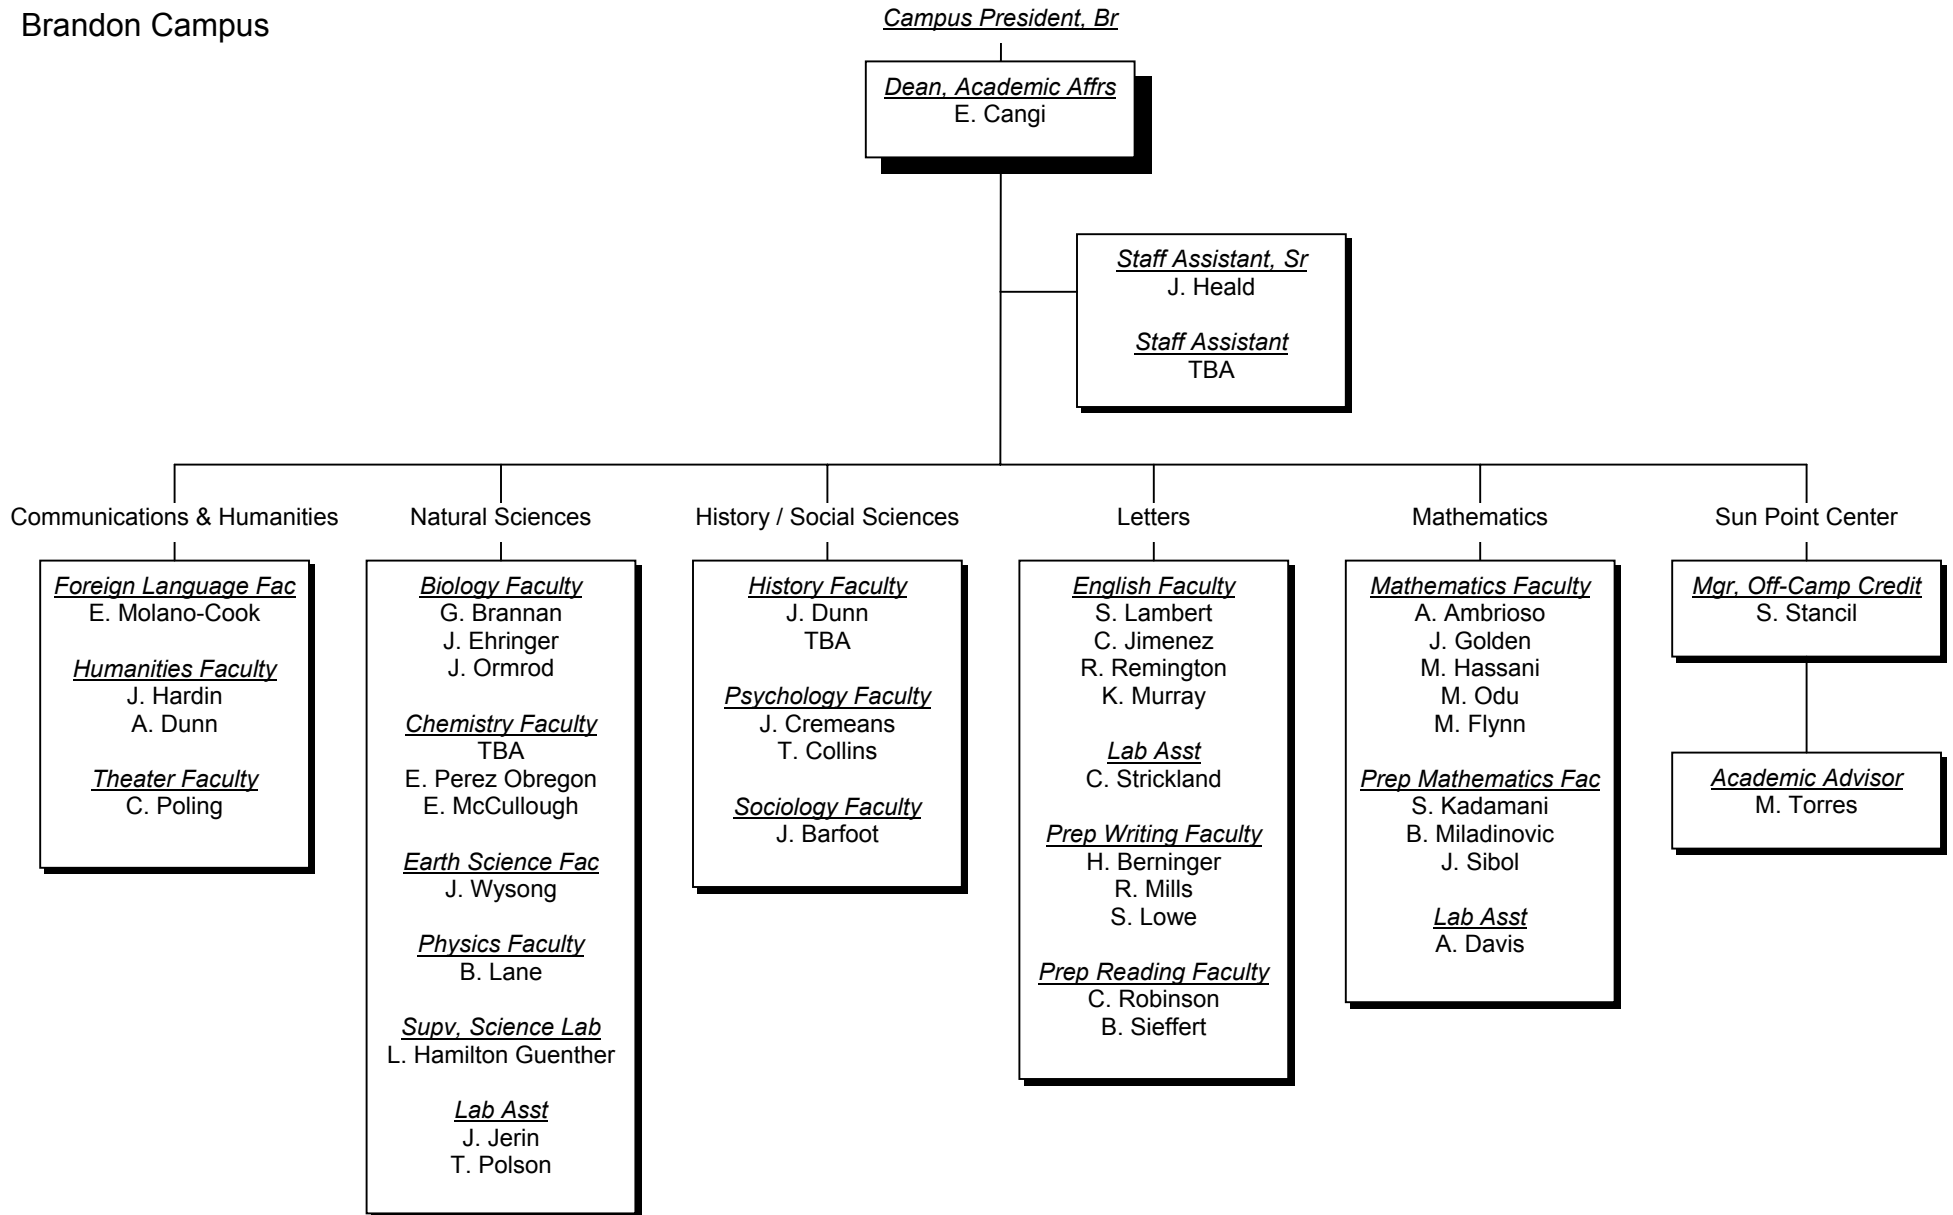 Brandon Campus
Campus President, Br
Dean, Academic Affrs
E. Cangi
Staff Assistant, Sr
J. Heald
Staff Assistant
TBA
Communications & Humanities
Foreign Language Fac
E. Molano-Cook
Humanities Faculty
J. Hardin
A. Dunn
Theater Faculty
C. Poling
Natural Sciences
Biology Faculty
G. Brannan
J. Ehringer
J. Ormrod
Chemistry Faculty
TBA
E. Perez Obregon
E. McCullough
Earth Science Fac
J. Wysong
Physics Faculty
B. Lane
Supv, Science Lab
L. Hamilton Guenther
Lab Asst
J. Jerin
T. Polson
History / Social Sciences
History Faculty
J. Dunn
TBA
Psychology Faculty
J. Cremeans
T. Collins
Sociology Faculty
J. Barfoot
Letters
English Faculty
S. Lambert
C. Jimenez
R. Remington
K. Murray
Lab Asst
C. Strickland
Prep Writing Faculty
H. Berninger
R. Mills
S. Lowe
Prep Reading Faculty
C. Robinson
B. Sieffert
Mathematics
Mathematics Faculty
A. Ambrioso
J. Golden
M. Hassani
M. Odu
M. Flynn
Prep Mathematics Fac
S. Kadamani
B. Miladinovic
J. Sibol
Lab Asst
A. Davis
Sun Point Center
Mgr, Off-Camp Credit
S. Stancil
Academic Advisor
M. Torres